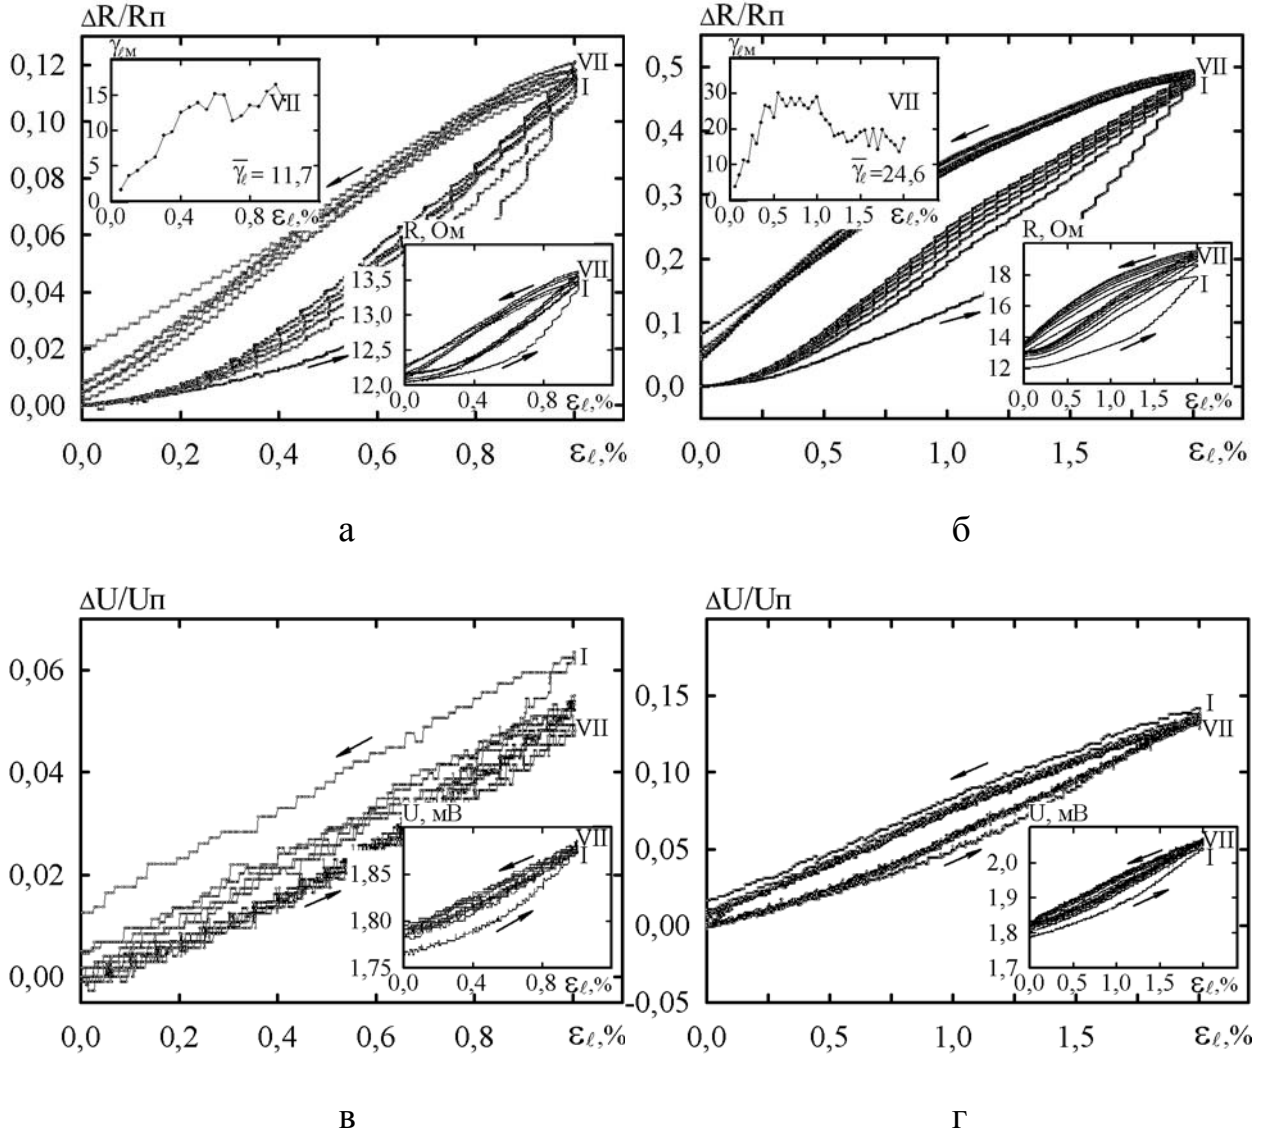 ΔR/Rп
0,12
0,10
0,08
0,06
0,04
0,02
0,00
0,0 0,2 0,4 0,6 0,8 εℓ,%
VII
I
γℓм
15
10
5
0
0,0 0,4 0,8 εℓ,%
VII
γ̅ℓ = 11,7
R, Ом
13,5
13,0
12,5
12,0
0,0 0,4 0,8 εℓ,%
VII
I
а
ΔR/Rп
0,5
0,4
0,3
0,2
0,1
0,0
0,0 0,5 1,0 1,5 εℓ,%
VII
I
γℓм
30
20
10
0
0,0 0,5 1,0 1,5 εℓ,%
VII
γ̅ℓ=24,6
R, Ом
18
16
14
12
0,0 0,5 1,0 1,5 εℓ,%
VII
I
б
ΔU/Uп
0,06
0,04
0,02
0,00
0,0 0,2 0,4 0,6 0,8 εℓ,%
I
VII
U, мВ
1,85
1,80
1,75
0,0 0,4 0,8 εℓ,%
VII
I
в
ΔU/Uп
0,15
0,10
0,05
0,00
-0,05
0,0 0,5 1,0 1,5 εℓ,%
I
VII
U, мВ
2,0
1,9
1,8
1,7
0,0 0,5 1,0 1,5 εℓ,%
VII
I
г